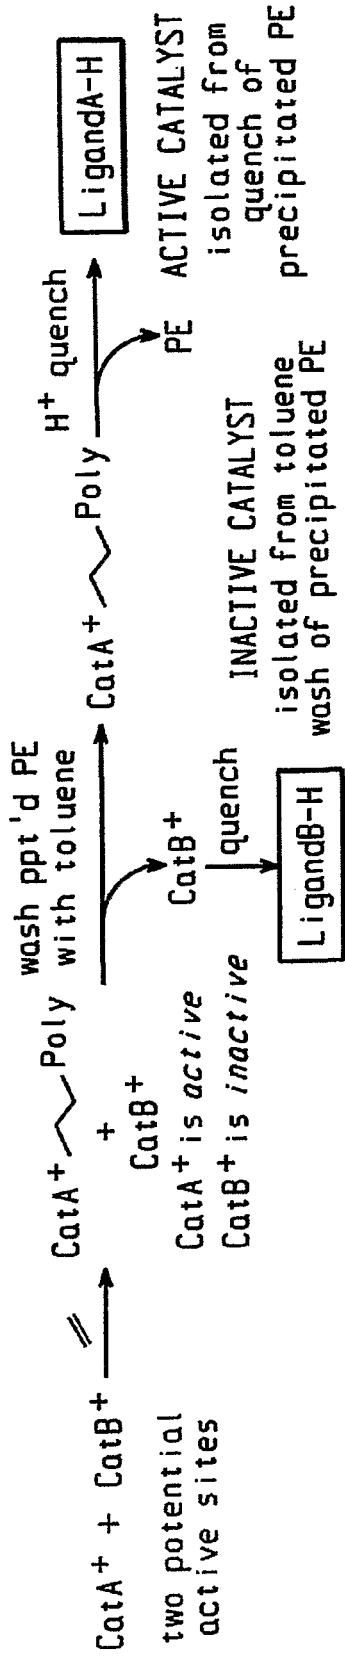 CatA+ + CatB+
two potential
active sites
CatA+ Poly
+
CatB+
CatA+ is active
CatB+ is inactive
wash ppt'd PE
with toluene
CatB+
quench
LigandB-H
INACTIVE CATALYST
isolated from toluene
wash of precipitated PE
CatA+ Poly
H+ quench
PE
LigandA-H
ACTIVE CATALYST
isolated from
quench of
precipitated PE